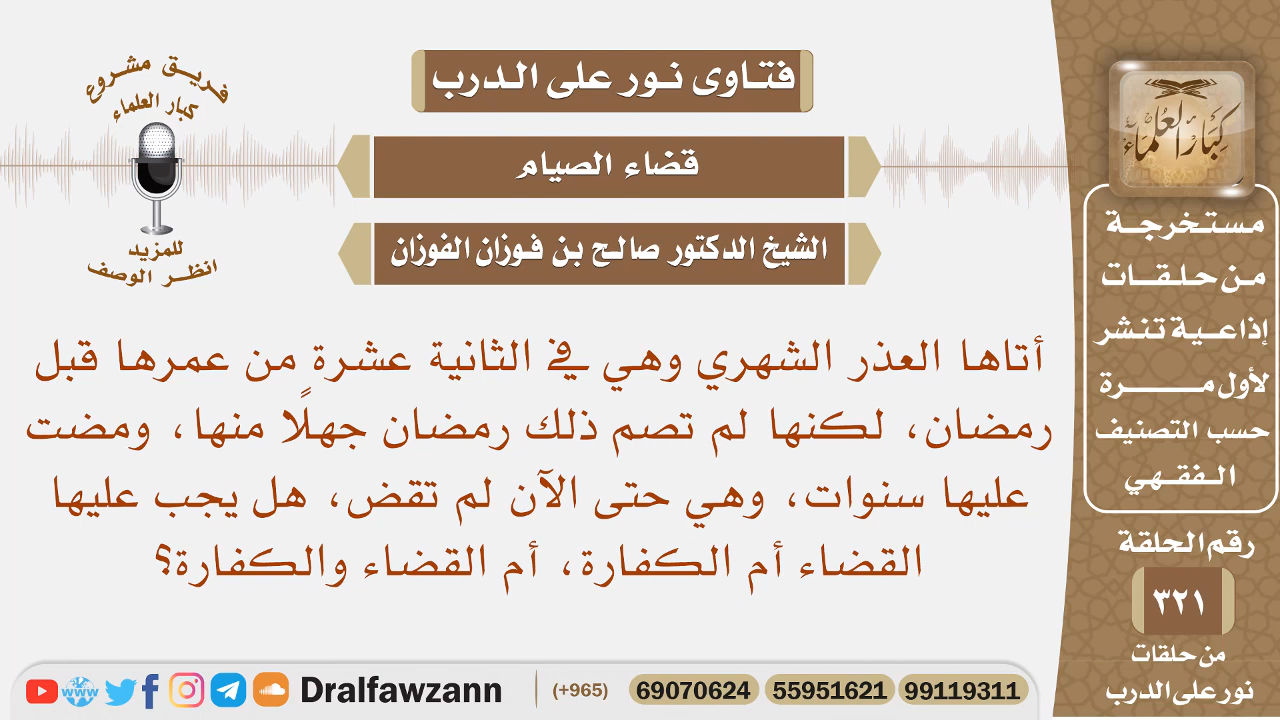 فتاوى نور على الدرب
قضاء الصيام
الشيخ الدكتور صالح بن فوزان الفوزان
فريق مشروع
كبار العلماء
للمزيد
انظر الوصف
أتاها العذر الشهري وهي في الثانية عشرة من عمرها قبل
رمضان، لكنها لم تصم ذلك رمضان جهلًا منها، ومضت
عليها سنوات، وهي حتى الآن لم تقض، هل يجب عليها
القضاء أم الكفارة، أم القضاء والكفارة؟
كبار العلماء
مستخرجة
من حلقات
إذاعية تنشر
لأول مرة
حسب التصنيف
الفقهي
رقم الحلقة
٣٢١
من حلقات
نور على الدرب
www
Dralfawzann
(+965)
69070624
55951621
99119311